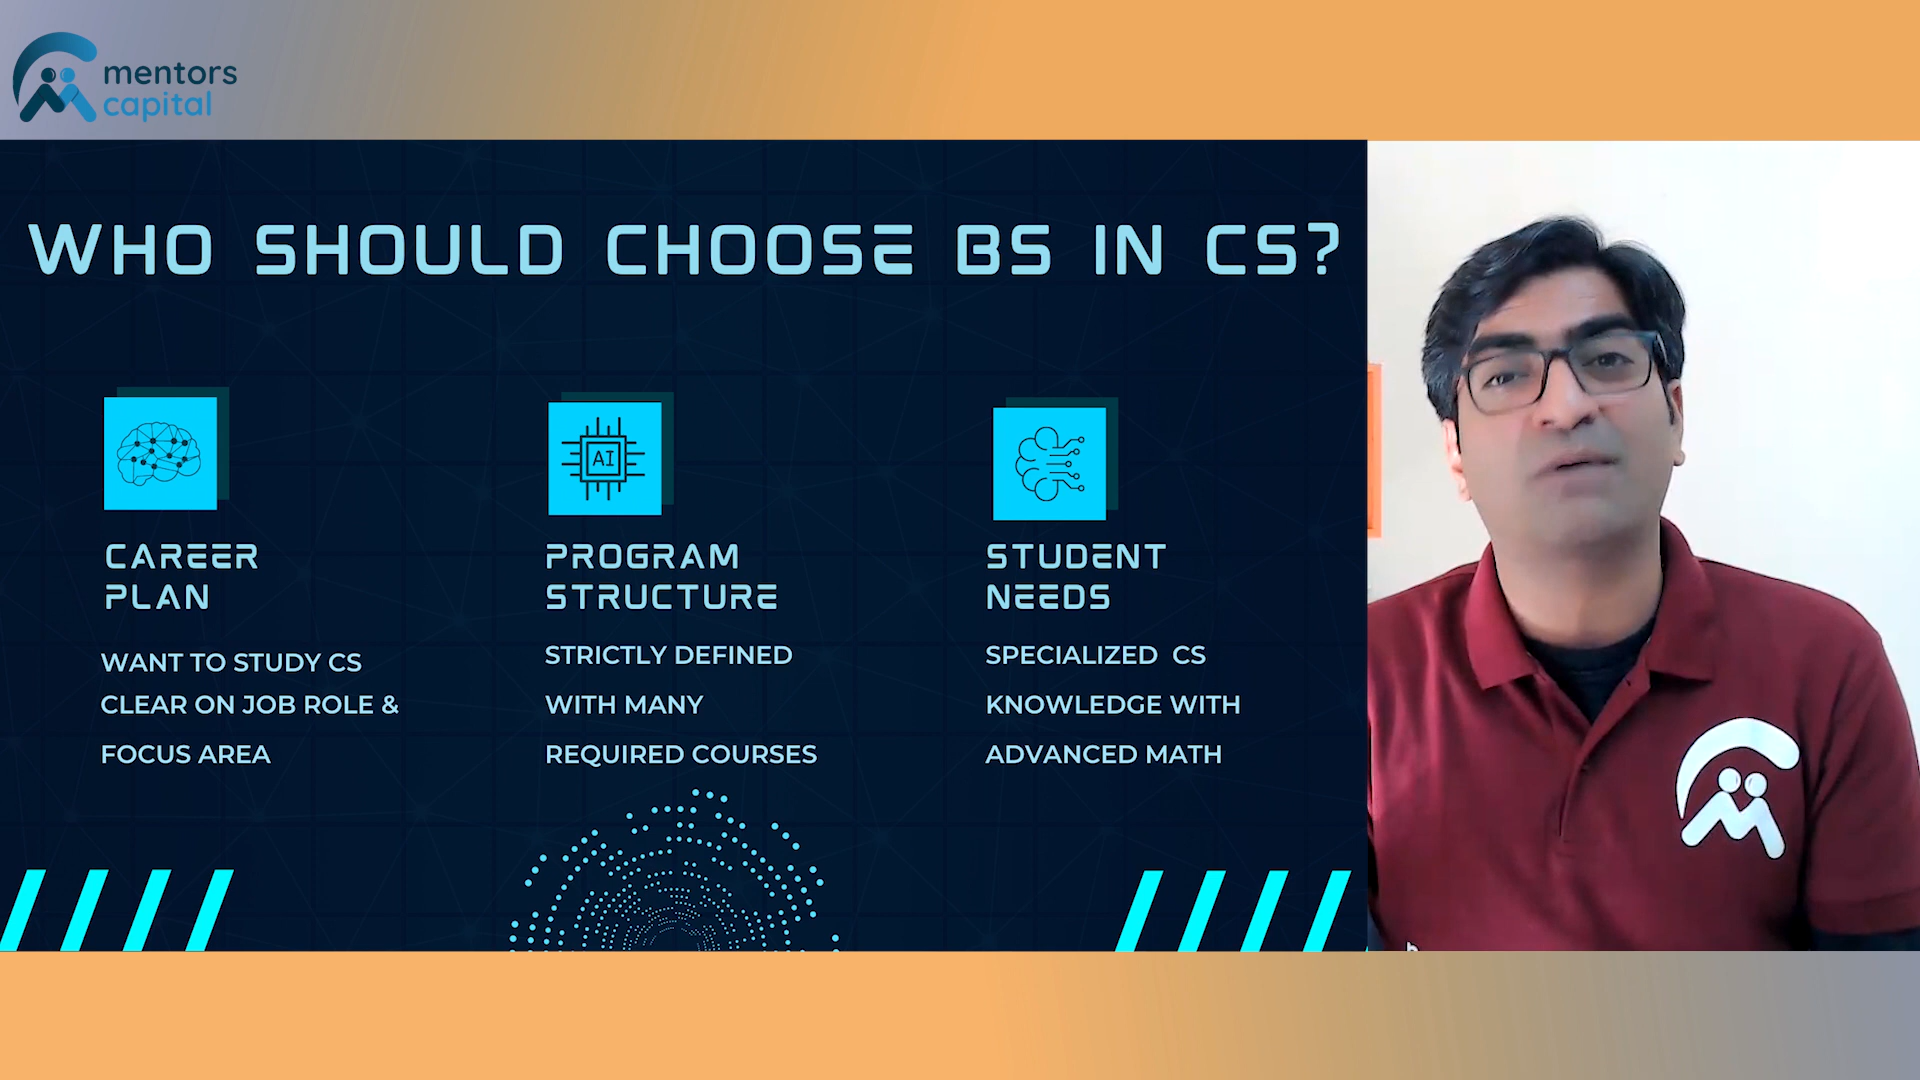 mentors
capital
WHO SHOULD CHOOSE BS IN CS?
CAREER
PLAN
WANT TO STUDY CS
CLEAR ON JOB ROLE &
FOCUS AREA
AI
PROGRAM
STRUCTURE
STRICTLY DEFINED
WITH MANY
REQUIRED COURSES
STUDENT
NEEDS
SPECIALIZED CS
KNOWLEDGE WITH
ADVANCED MATH